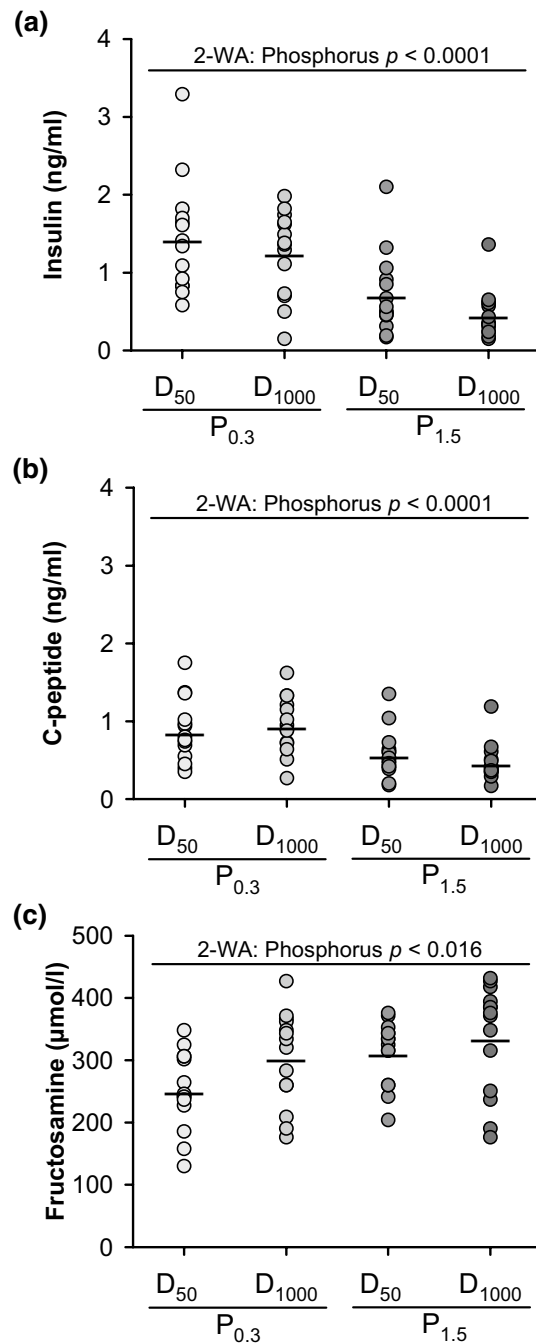 (a)
2-WA: Phosphorus p < 0.0001
Insulin (ng/ml)
4
3
2
1
0
D50 D1000 D50 D1000
P0.3 P1.5
(b)
2-WA: Phosphorus p < 0.0001
C-peptide (ng/ml)
4
3
2
1
0
D50 D1000 D50 D1000
P0.3 P1.5
(c)
2-WA: Phosphorus p < 0.016
Fructosamine (µmol/l)
500
400
300
200
100
0
D50 D1000 D50 D1000
P0.3 P1.5